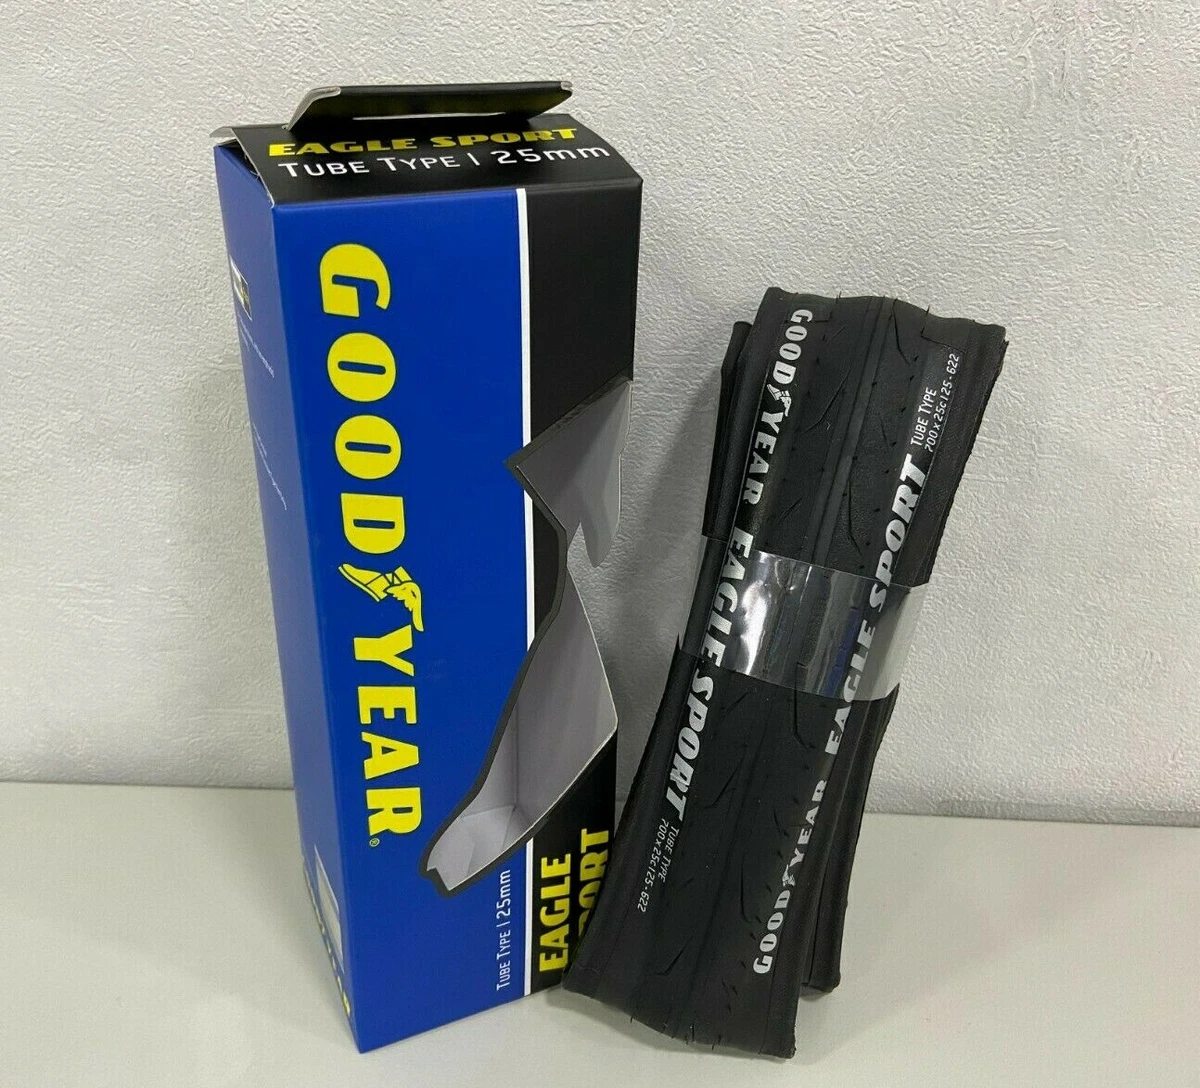 EAGLE SPORT
TUBE TYPE | 25mm
GOODYEAR®
TUBE TYPE | 25mm
EAGLE
SPORT
GOODYEAR EAGLE SPORT
TUBE TYPE
700x25c|25-622
GOODYEAR EAGLE SPORT
TUBE TYPE
700x25c|25-622